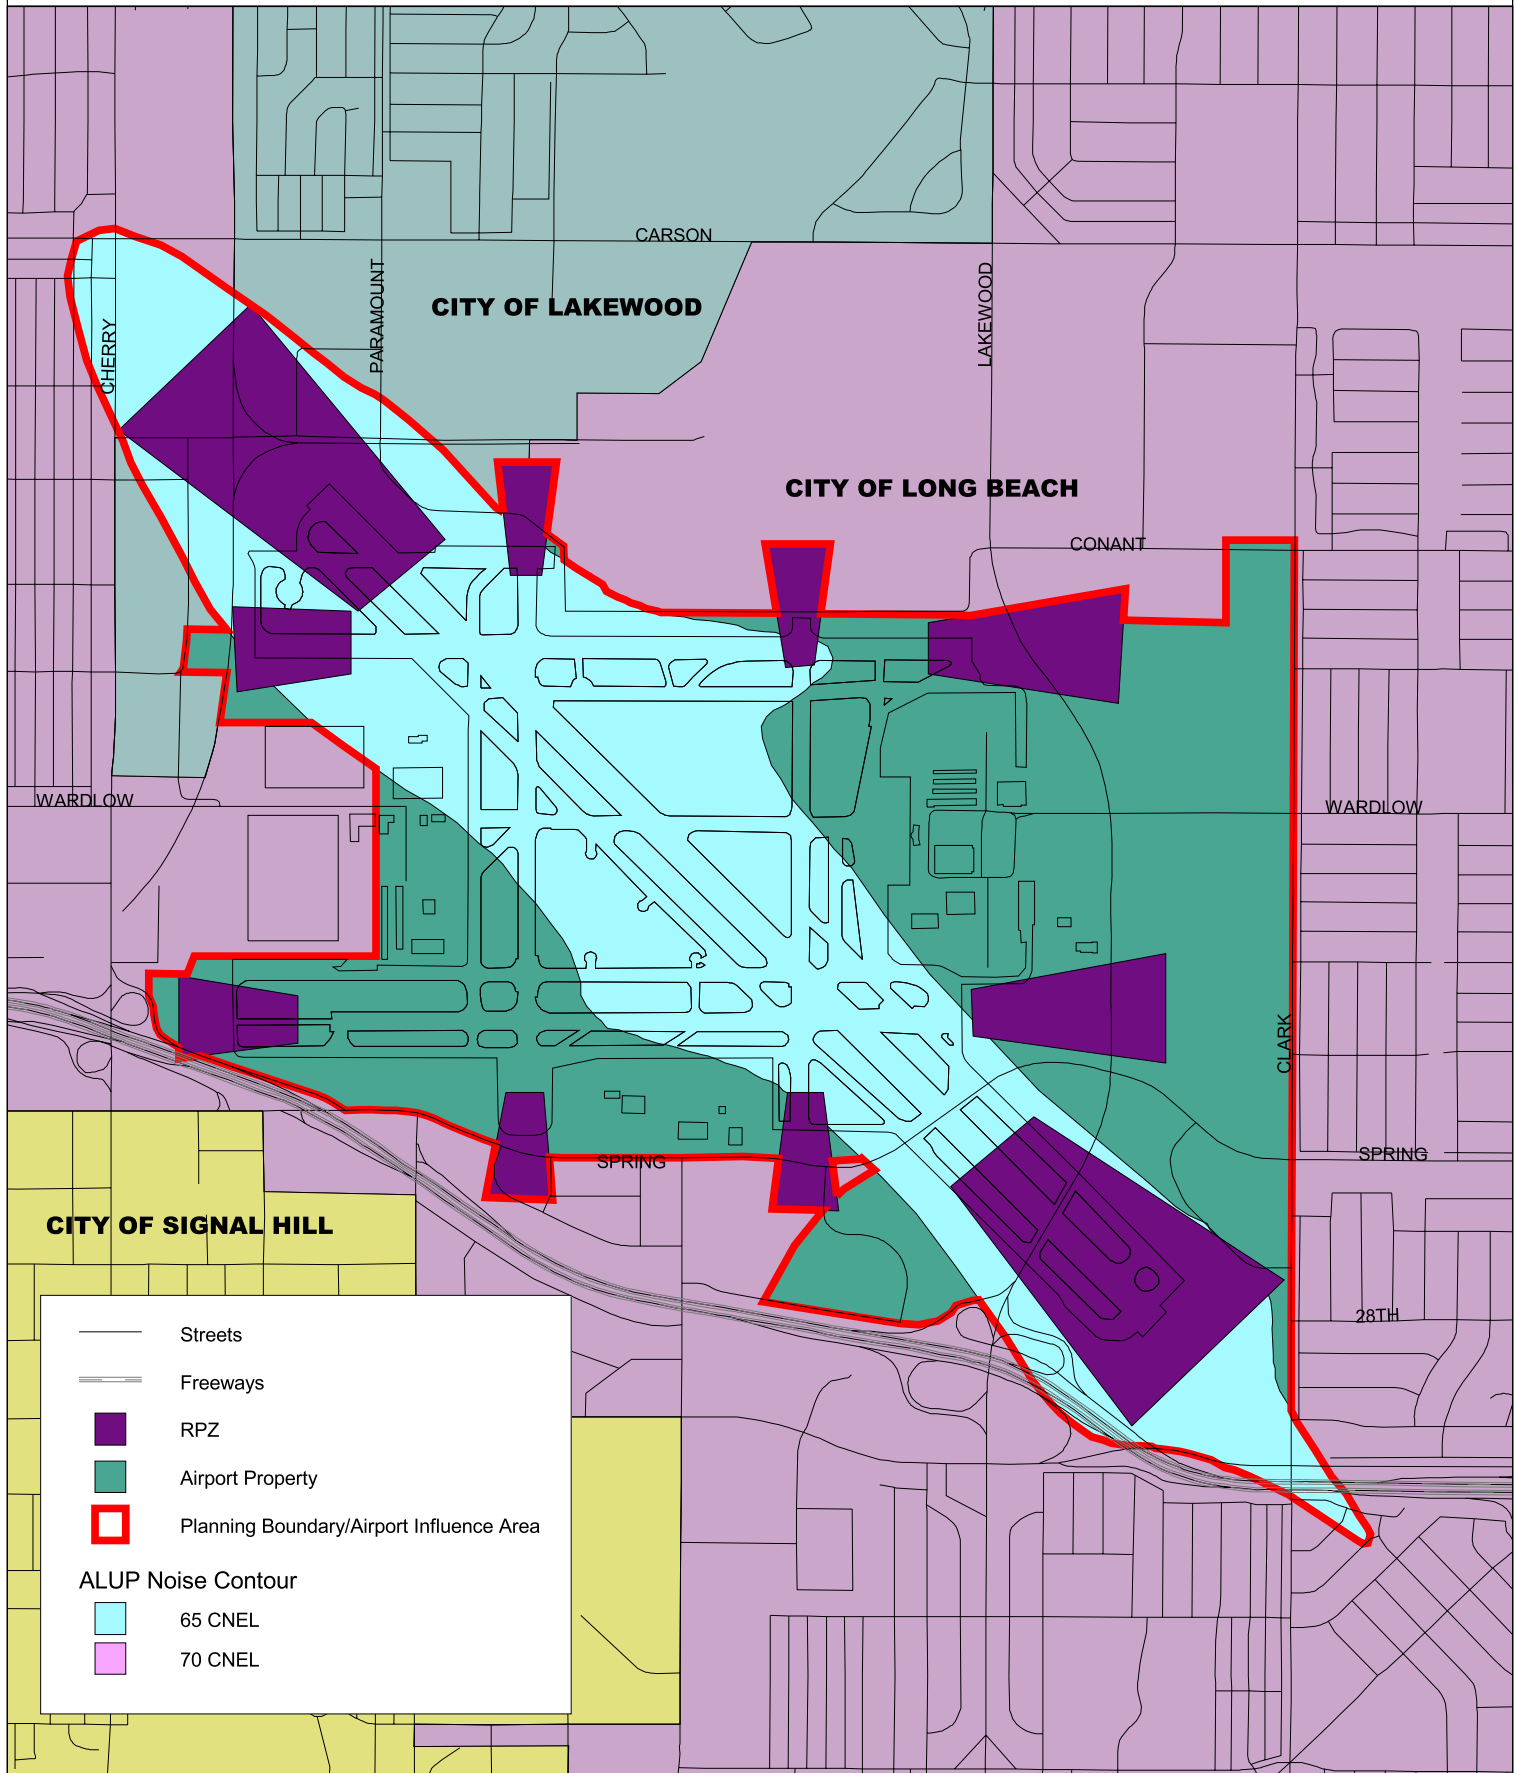 CARSON
PARAMOUNT
LAKEWOOD
CITY OF LAKEWOOD
CHERRY
CITY OF LONG BEACH
CONANT
WARDLOW
WARDLOW
CLARK
SPRING
SPRING
CITY OF SIGNAL HILL
28TH
Streets
Freeways
RPZ
Airport Property
Planning Boundary/Airport Influence Area
ALUP Noise Contour
65 CNEL
70 CNEL